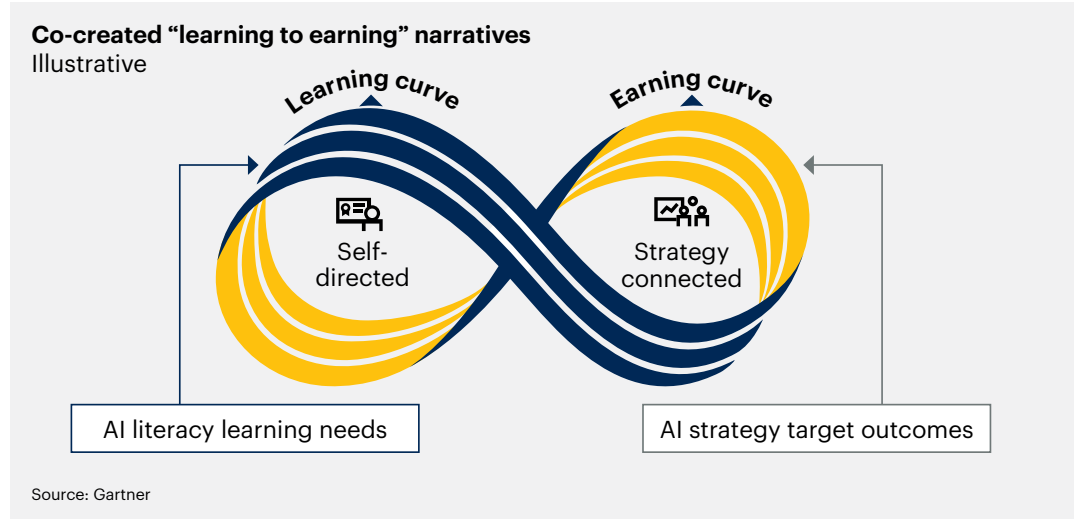 Co-created “learning to earning” narratives
Illustrative
Learning curve
Earning curve
Self-
directed
Strategy
connected
AI literacy learning needs
AI strategy target outcomes
Source: Gartner